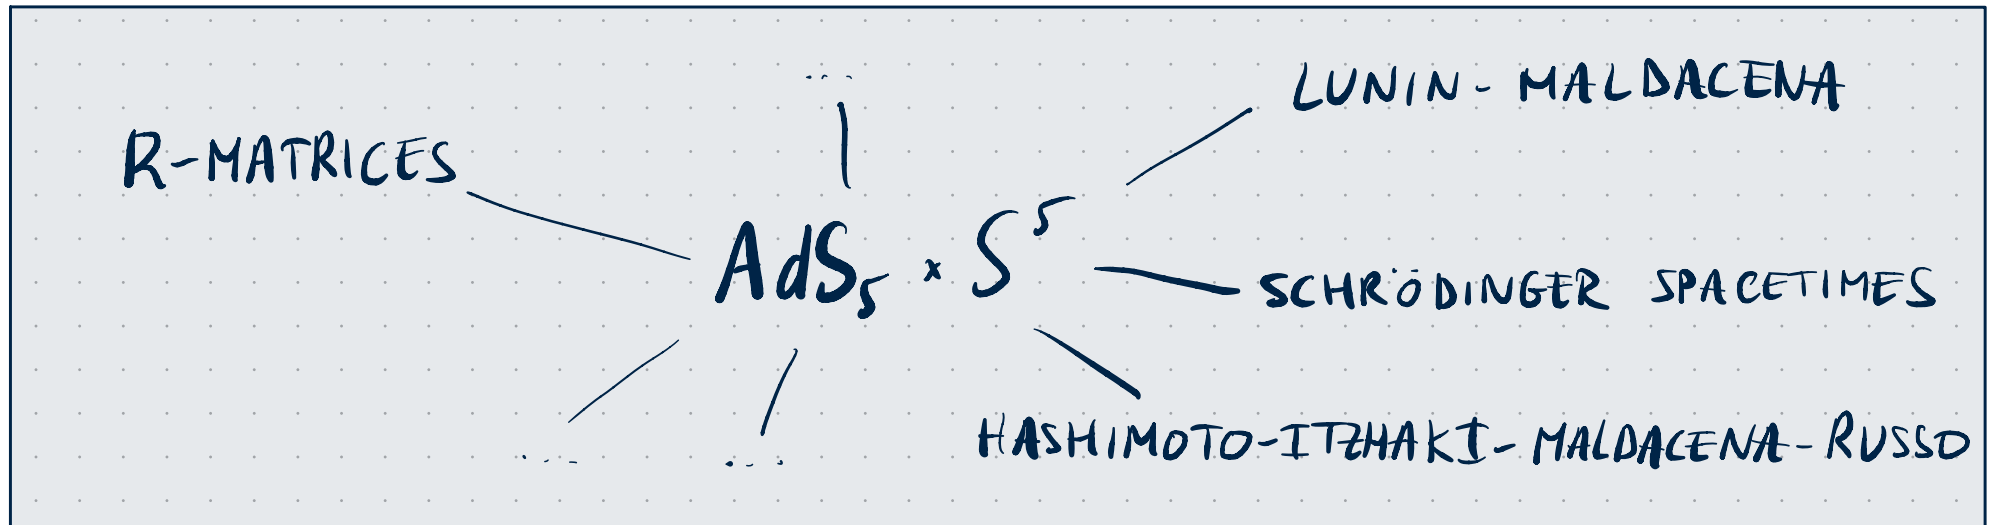 ...
LUNIN-MALDACENA
R-MATRICES
AdS₅ × S⁵
SCHRÖDINGER SPACETIMES
HASHIMOTO-ITZHAKI-MALDACENA-RUSSO
... ...